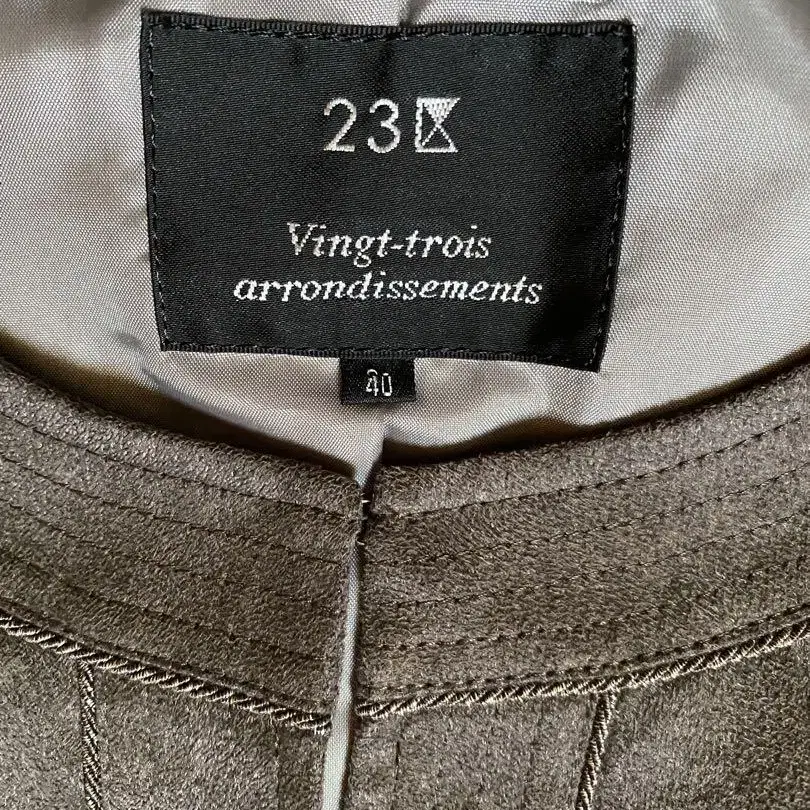 23区
Vingt-trois
arrondissements
40